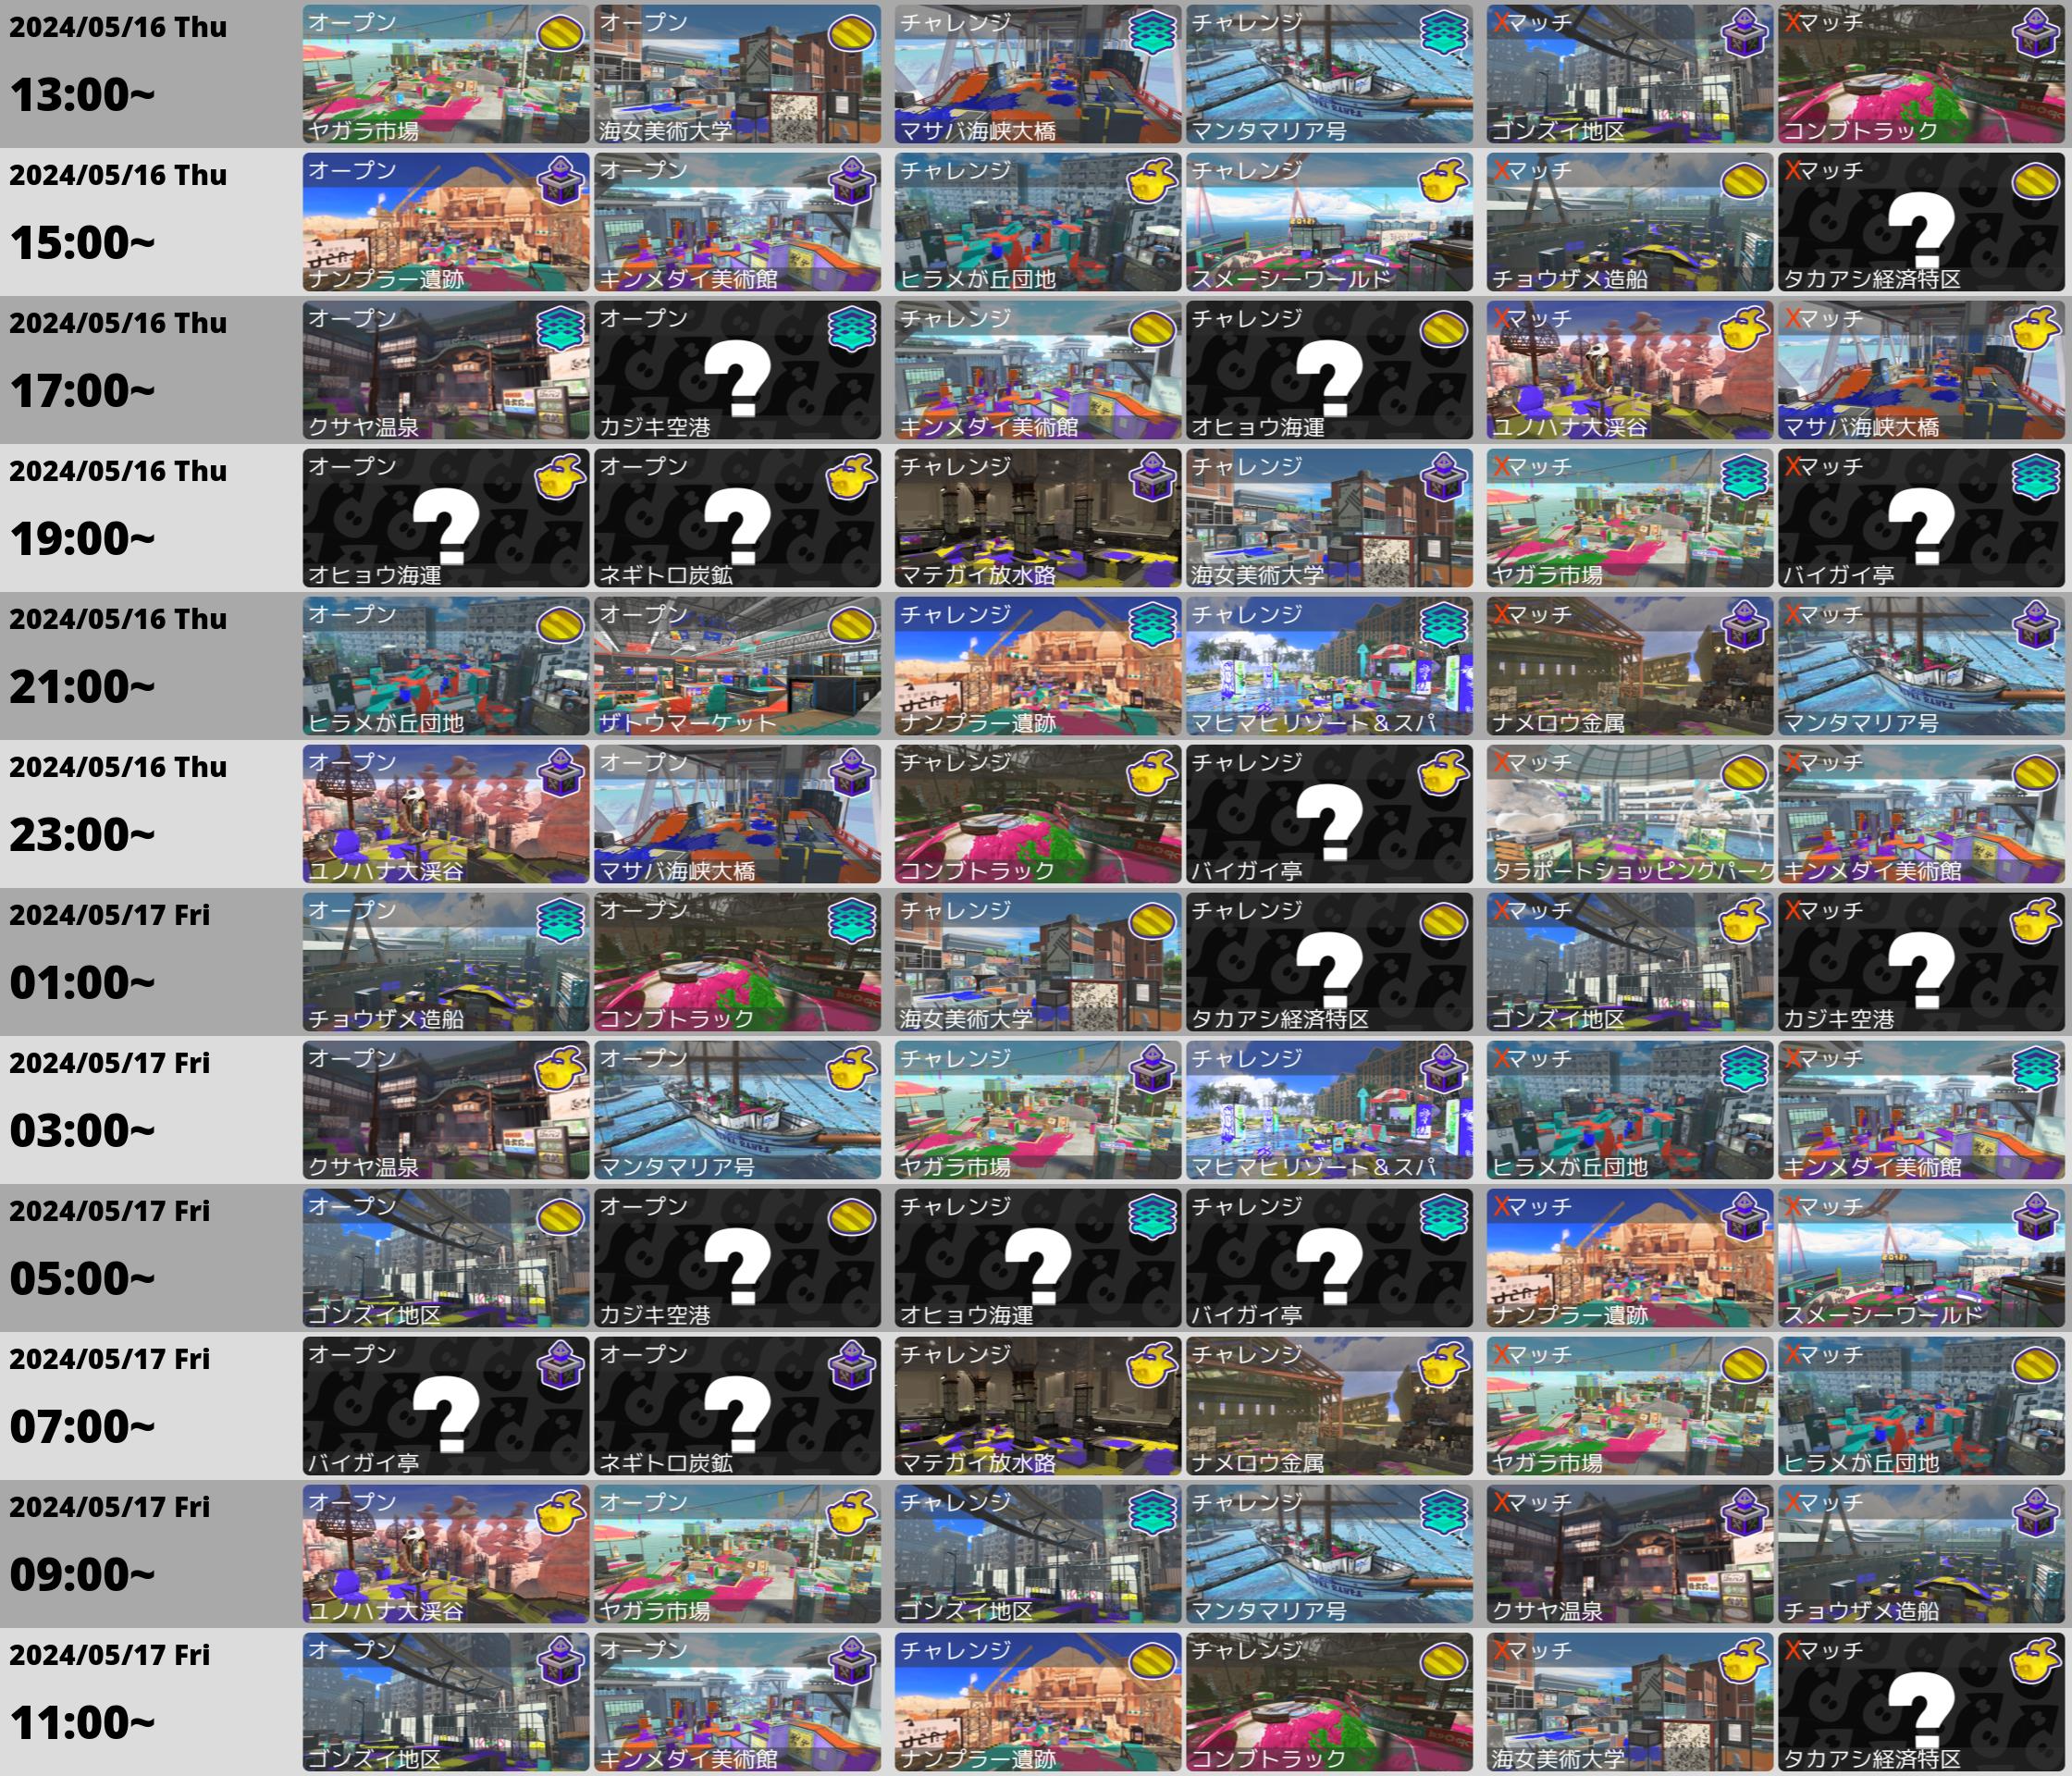 2024/05/16 Thu
13:00~
オープン
ヤガラ市場
オープン
海女美術大学
チャレンジ
マサバ海峡大橋
チャレンジ
マンタマリア号
Xマッチ
ゴンズイ地区
Xマッチ
コンブトラック
2024/05/16 Thu
15:00~
オープン
ナンプラー遺跡
オープン
キンメダイ美術館
チャレンジ
ヒラメが丘団地
チャレンジ
スメーシーワールド
Xマッチ
チョウザメ造船
Xマッチ
?
タカアシ経済特区
2024/05/16 Thu
17:00~
オープン
クサヤ温泉
オープン
?
カジキ空港
チャレンジ
キンメダイ美術館
チャレンジ
?
オヒョウ海運
Xマッチ
ユノハナ大渓谷
Xマッチ
マサバ海峡大橋
2024/05/16 Thu
19:00~
オープン
?
オヒョウ海運
オープン
?
ネギトロ炭鉱
チャレンジ
マテガイ放水路
チャレンジ
海女美術大学
Xマッチ
ヤガラ市場
Xマッチ
?
バイガイ亭
2024/05/16 Thu
21:00~
オープン
ヒラメが丘団地
オープン
ザトウマーケット
チャレンジ
ナンプラー遺跡
チャレンジ
マヒマヒリゾート&スパ
Xマッチ
ナメロウ金属
Xマッチ
マンタマリア号
2024/05/16 Thu
23:00~
オープン
ユノハナ大渓谷
オープン
マサバ海峡大橋
チャレンジ
コンブトラック
チャレンジ
?
バイガイ亭
Xマッチ
タラポートショッピングパーク
Xマッチ
キンメダイ美術館
2024/05/17 Fri
01:00~
オープン
チョウザメ造船
オープン
コンブトラック
チャレンジ
海女美術大学
チャレンジ
?
タカアシ経済特区
Xマッチ
ゴンズイ地区
Xマッチ
?
カジキ空港
2024/05/17 Fri
03:00~
オープン
クサヤ温泉
オープン
マンタマリア号
チャレンジ
ヤガラ市場
チャレンジ
マヒマヒリゾート&スパ
Xマッチ
ヒラメが丘団地
Xマッチ
キンメダイ美術館
2024/05/17 Fri
05:00~
オープン
ゴンズイ地区
オープン
?
カジキ空港
チャレンジ
?
オヒョウ海運
チャレンジ
?
バイガイ亭
Xマッチ
ナンプラー遺跡
Xマッチ
スメーシーワールド
2024/05/17 Fri
07:00~
オープン
?
バイガイ亭
オープン
?
ネギトロ炭鉱
チャレンジ
マテガイ放水路
チャレンジ
ナメロウ金属
Xマッチ
ヤガラ市場
Xマッチ
ヒラメが丘団地
2024/05/17 Fri
09:00~
オープン
ユノハナ大渓谷
オープン
ヤガラ市場
チャレンジ
ゴンズイ地区
チャレンジ
マンタマリア号
Xマッチ
クサヤ温泉
Xマッチ
チョウザメ造船
2024/05/17 Fri
11:00~
オープン
ゴンズイ地区
オープン
キンメダイ美術館
チャレンジ
ナンプラー遺跡
チャレンジ
コンブトラック
Xマッチ
海女美術大学
Xマッチ
?
タカアシ経済特区